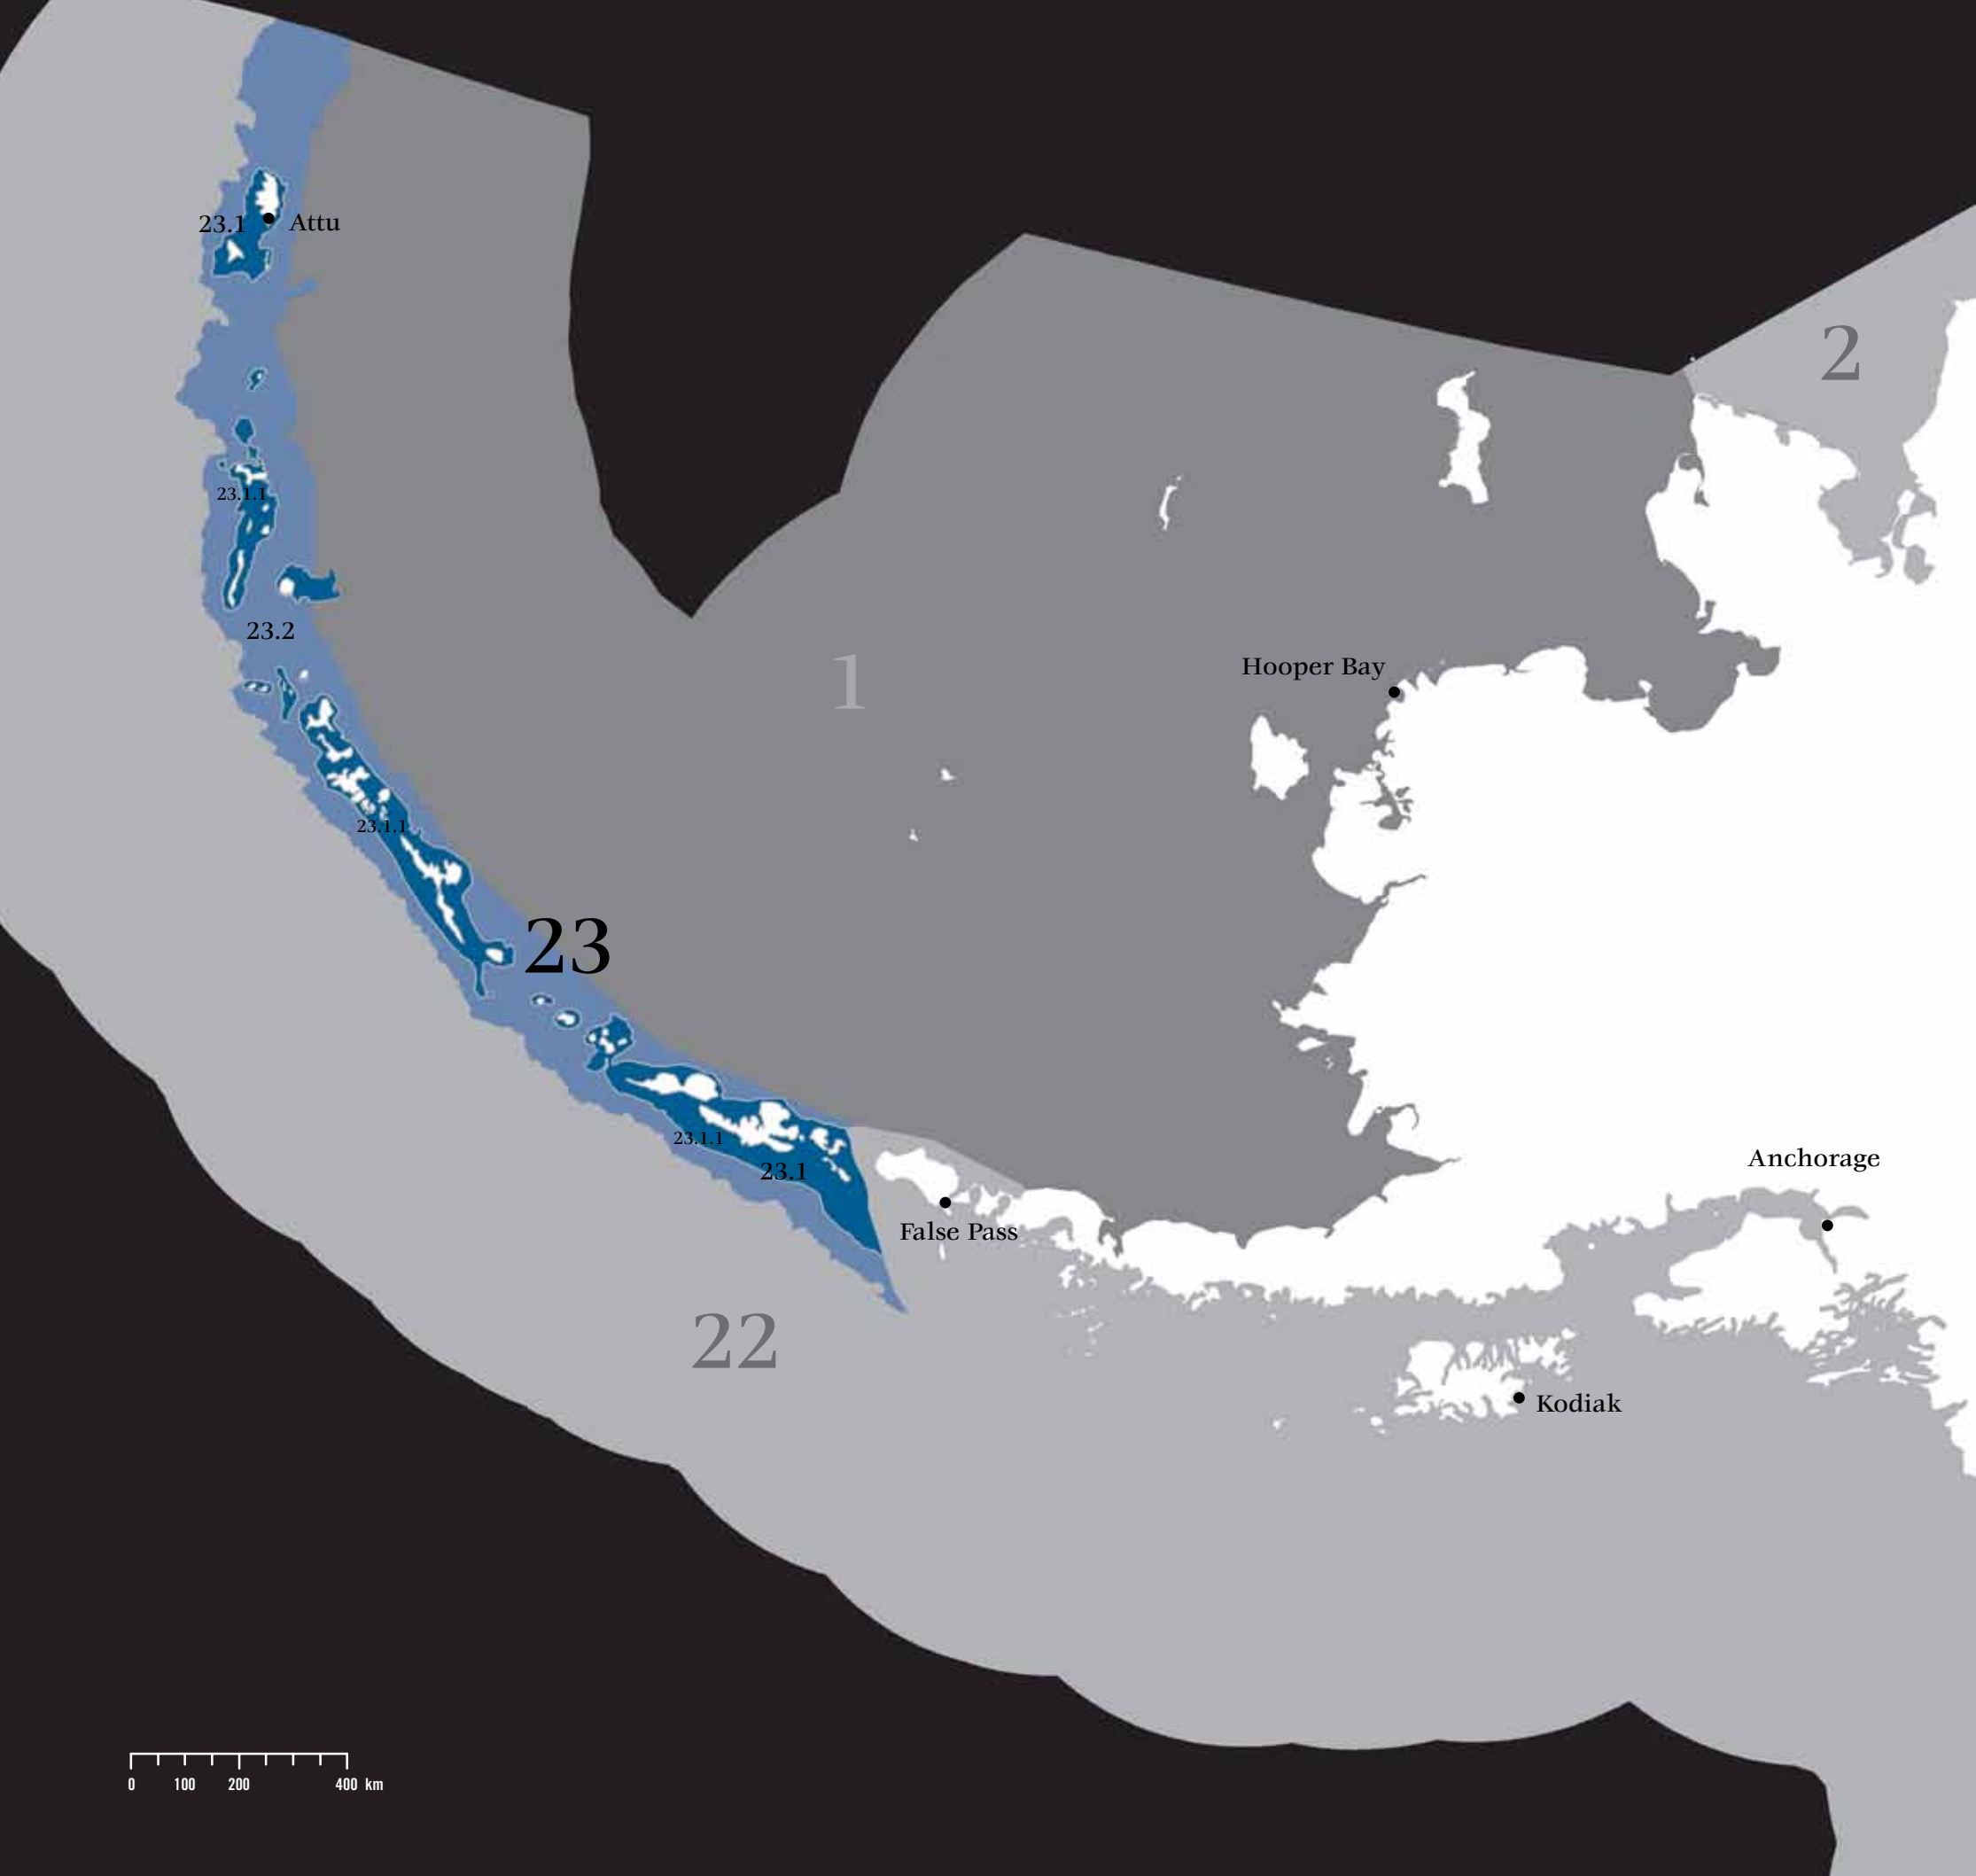 23.1
Attu
2
23.1.1
23.2
1
Hooper Bay
23.1.1
23
23.1.1
23.1
Anchorage
False Pass
22
Kodiak
0 100 200 400 km